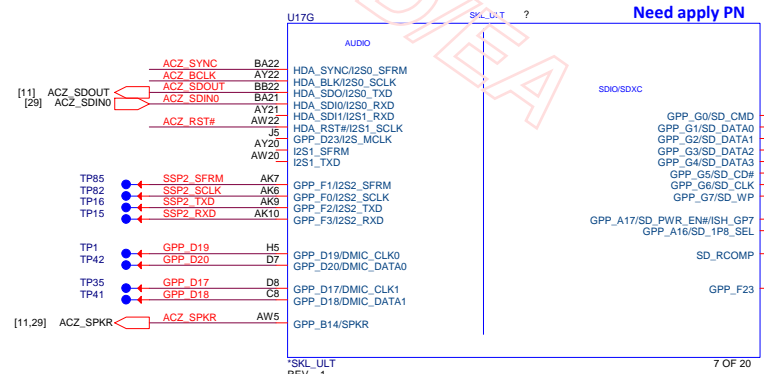 U17G SKL_ULT ? Need apply PN
AUDIO
SDIO/SDXC
ACZ_SYNC BA22 HDA_SYNC/I2S0_SFRM
ACZ_BCLK AY22 HDA_BLK/I2S0_SCLK
[11] ACZ_SDOUT ACZ_SDOUT BB22 HDA_SDO/I2S0_TXD
[29] ACZ_SDIN0 ACZ_SDIN0 BA21 HDA_SDI0/I2S0_RXD
AY21 HDA_SDI1/I2S1_RXD
ACZ_RST# AW22 HDA_RST#/I2S1_SCLK
J5 GPP_D23/I2S_MCLK
AY20 I2S1_SFRM
AW20 I2S1_TXD
TP85 SSP2_SFRM AK7 GPP_F1/I2S2_SFRM
TP82 SSP2_SCLK AK6 GPP_F0/I2S2_SCLK
TP16 SSP2_TXD AK9 GPP_F2/I2S2_TXD
TP15 SSP2_RXD AK10 GPP_F3/I2S2_RXD
TP1 GPP_D19 H5 GPP_D19/DMIC_CLK0
TP42 GPP_D20 D7 GPP_D20/DMIC_DATA0
TP35 GPP_D17 D8 GPP_D17/DMIC_CLK1
TP41 GPP_D18 C8 GPP_D18/DMIC_DATA1
[11,29] ACZ_SPKR ACZ_SPKR AW5 GPP_B14/SPKR
GPP_G0/SD_CMD
GPP_G1/SD_DATA0
GPP_G2/SD_DATA1
GPP_G3/SD_DATA2
GPP_G4/SD_DATA3
GPP_G5/SD_CD#
GPP_G6/SD_CLK
GPP_G7/SD_WP
GPP_A17/SD_PWR_EN#/ISH_GP7
GPP_A16/SD_1P8_SEL
SD_RCOMP
GPP_F23
*SKL_ULT 7 OF 20
REV = 1